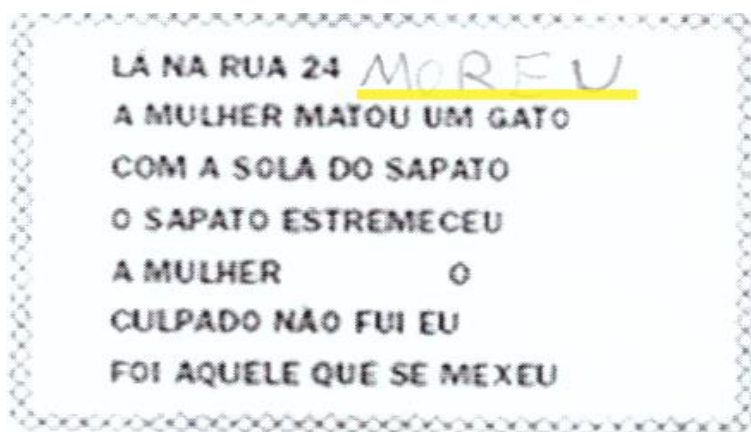 LÁ NA RUA 24 MOREU
A MULHER MATOU UM GATO
COM A SOLA DO SAPATO
O SAPATO ESTREMECEU
A MULHER O
CULPADO NÃO FUI EU
FOI AQUELE QUE SE MEXEU